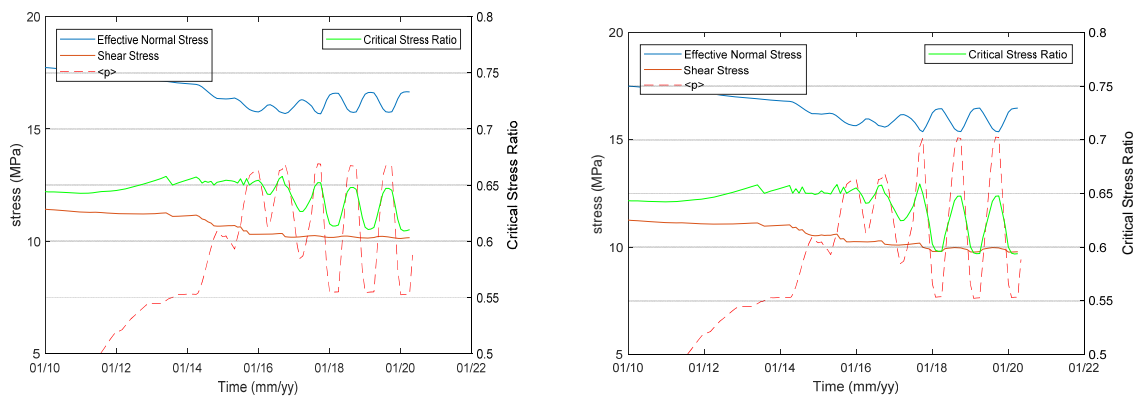 20
15
10
5
stress (MPa)
Effective Normal Stress
Shear Stress
<p>
Critical Stress Ratio
0.8
0.75
0.7
0.65
0.6
0.55
0.5
Critical Stress Ratio
01/10 01/12 01/14 01/16 01/18 01/20 01/22
Time (mm/yy)
20
15
10
5
stress (MPa)
Effective Normal Stress
Shear Stress
<p>
Critical Stress Ratio
0.8
0.75
0.7
0.65
0.6
0.55
0.5
Critical Stress Ratio
01/10 01/12 01/14 01/16 01/18 01/20 01/22
Time (mm/yy)